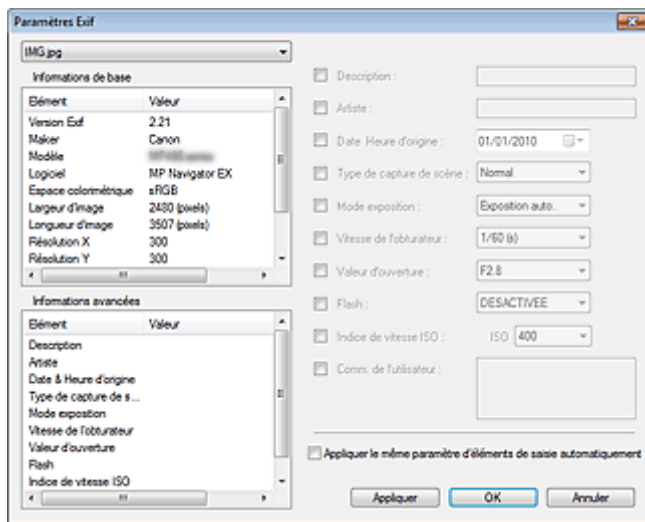 Paramètres Exif
IMG.jpg
Informations de base
Elément Valeur
Version Exif 2.21
Maker Canon
Modèle
Logiciel MP Navigator EX
Espace colorimétrique sRGB
Largeur d'image 2480 (pixels)
Longueur d'image 3507 (pixels)
Résolution X 300
Résolution Y 300
Informations avancées
Elément Valeur
Description
Artiste
Date & Heure d'origine
Type de capture de s...
Mode exposition
Vitesse de l'obturateur
Valeur d'ouverture
Flash
Indice de vitesse ISO
Description :
Artiste :
Date Heure d'origine : 01/01/2010
Type de capture de scène : Normal
Mode exposition : Exposition auto.
Vitesse de l'obturateur : 1/60 (s)
Valeur d'ouverture : F2.8
Flash : DESACTIVEE
Indice de vitesse ISO : ISO 400
Comm. de l'utilisateur :
Appliquer le même paramètre d'éléments de saisie automatiquement
Appliquer OK Annuler